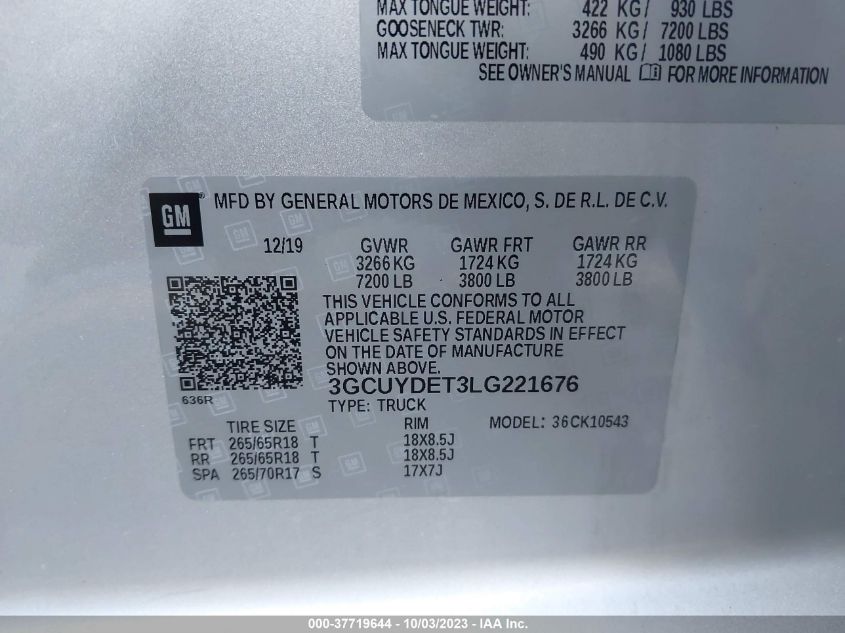 MAX TONGUE WEIGHT: 422 KG/ 930 LBS
GOOSENECK TWR: 3266 KG/ 7200 LBS
MAX TONGUE WEIGHT: 490 KG/ 1080 LBS
SEE OWNER'S MANUAL FOR MORE INFORMATION
GM ® MFD BY GENERAL MOTORS DE MEXICO, S. DE R.L. DE C.V.
12/19 GVWR GAWR FRT GAWR RR
3266 KG 1724 KG 1724 KG
7200 LB 3800 LB 3800 LB
THIS VEHICLE CONFORMS TO ALL
APPLICABLE U.S. FEDERAL MOTOR
VEHICLE SAFETY STANDARDS IN EFFECT
ON THE DATE OF MANUFACTURE
SHOWN ABOVE.
3GCUYDET3LG221676
636R
TYPE: TRUCK
TIRE SIZE RIM MODEL: 36CK10543
FRT 265/65R18 T 18X8.5J
RR 265/65R18 T 18X8.5J
SPA 265/70R17 S 17X7J
000-37719644 - 10/03/2023 - IAA Inc.